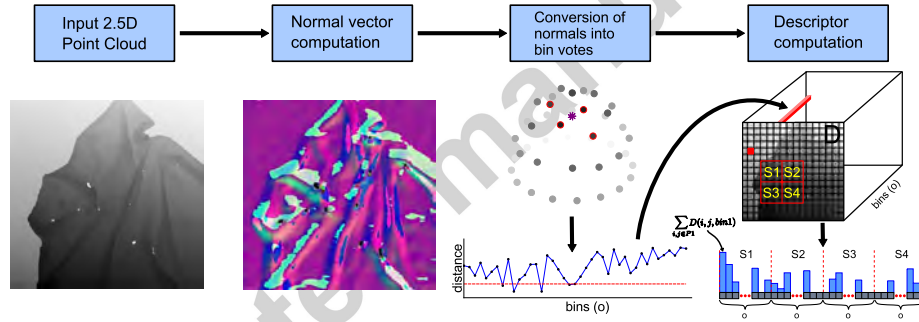 Input 2.5D
Point Cloud
Normal vector
computation
Conversion of
normals into
bin votes
Descriptor
computation
D
S1 S2
S3 S4
bins (o)
∑ D(i, j, bin1)
i,j∈P1
distance
bins (o)
S1 S2 S3 S4
o o o o